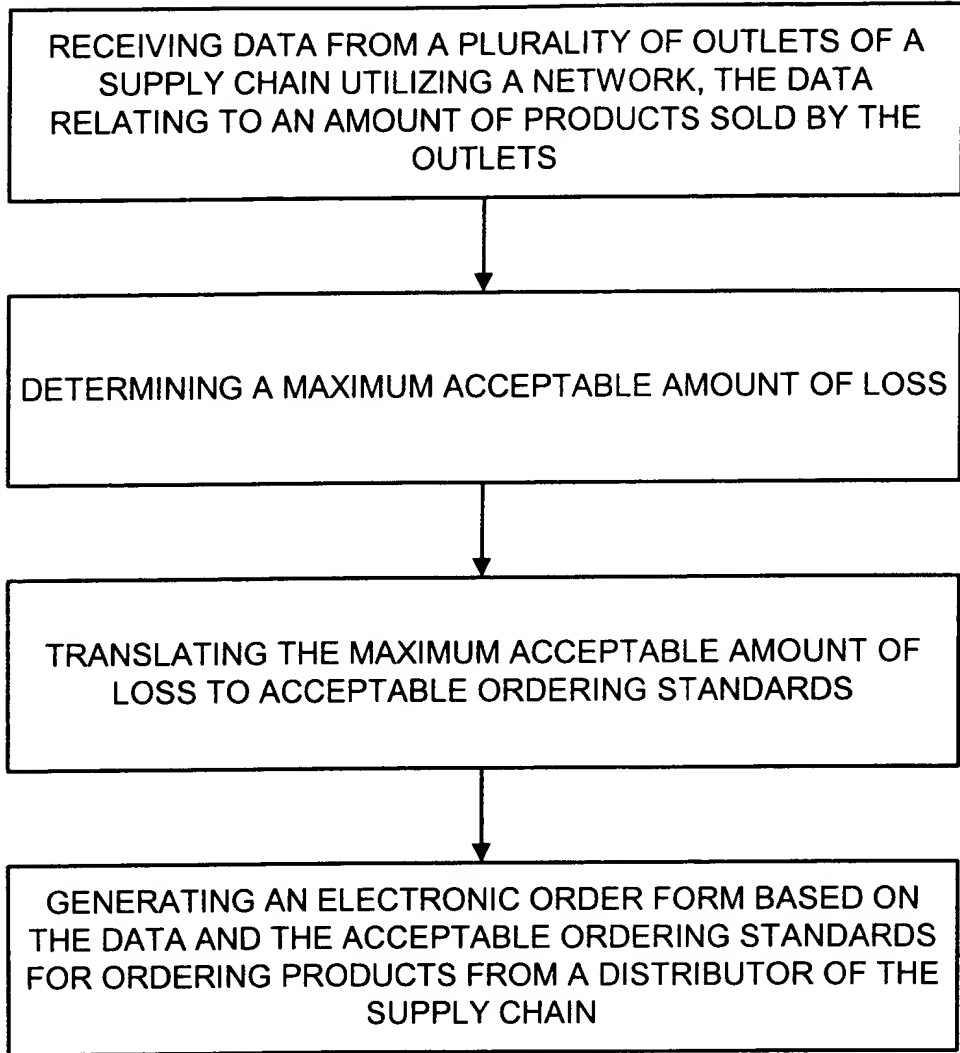 RECEIVING DATA FROM A PLURALITY OF OUTLETS OF A
SUPPLY CHAIN UTILIZING A NETWORK, THE DATA
RELATING TO AN AMOUNT OF PRODUCTS SOLD BY THE
OUTLETS
DETERMINING A MAXIMUM ACCEPTABLE AMOUNT OF LOSS
TRANSLATING THE MAXIMUM ACCEPTABLE AMOUNT OF
LOSS TO ACCEPTABLE ORDERING STANDARDS
GENERATING AN ELECTRONIC ORDER FORM BASED ON
THE DATA AND THE ACCEPTABLE ORDERING STANDARDS
FOR ORDERING PRODUCTS FROM A DISTRIBUTOR OF THE
SUPPLY CHAIN